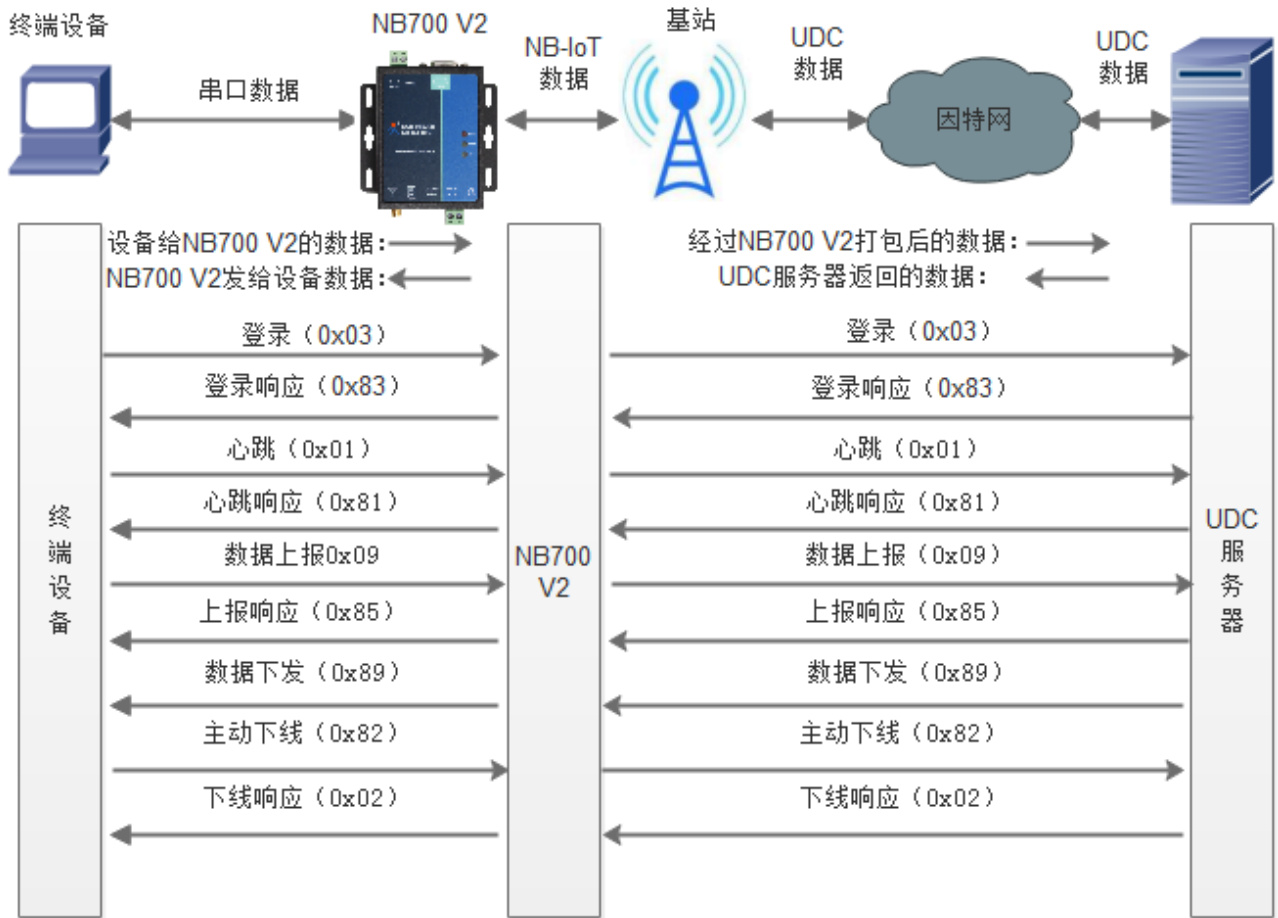 终端设备
NB700 V2
基站
NB-IoT
数据
UDC
数据
UDC
数据
串口数据
因特网
设备给NB700 V2的数据：
NB700 V2发给设备数据：
经过NB700 V2打包后的数据：
UDC服务器返回的数据：
登录（0x03）
登录（0x03）
登录响应（0x83）
登录响应（0x83）
心跳（0x01）
心跳（0x01）
心跳响应（0x81）
心跳响应（0x81）
数据上报0x09
数据上报（0x09）
上报响应（0x85）
上报响应（0x85）
数据下发（0x89）
数据下发（0x89）
主动下线（0x82）
主动下线（0x82）
下线响应（0x02）
下线响应（0x02）
终
端
设
备
NB700
V2
UDC
服
务
器